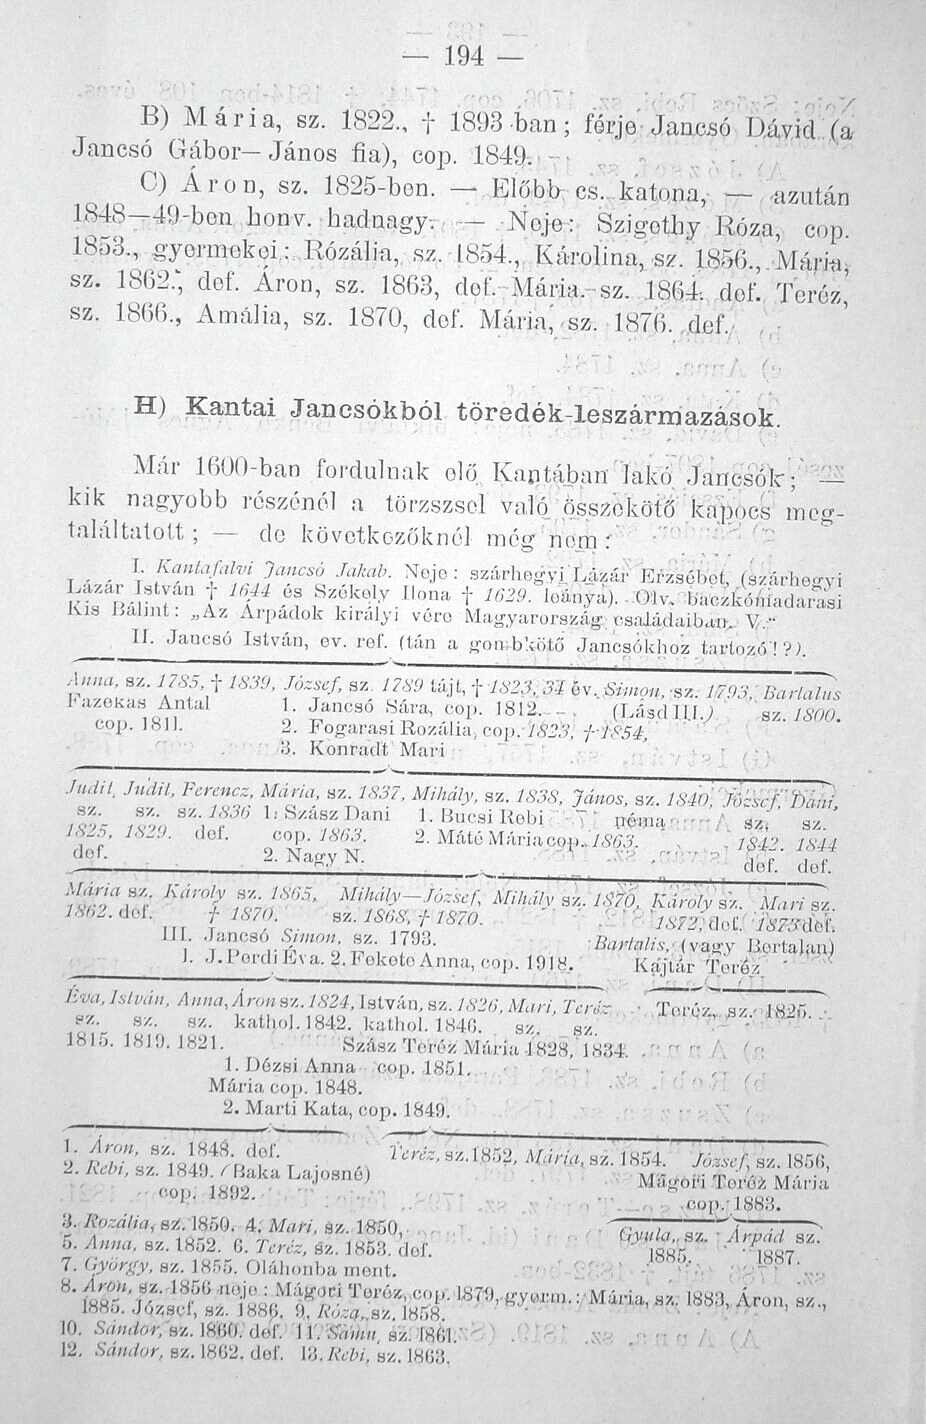 — 194 —
B) Mária, sz. 1822., † 1893-ban; férje Jancsó Dávid (a
Jancsó Gábor—János fia), cop. 1849.
C) Áron, sz. 1825-ben. — Előbb cs. katona, — azután
1848—49-ben honv. hadnagy. — Neje: Szigethy Róza, cop.
1853., gyermekei: Rózália, sz. 1854., Károlina, sz. 1856., Mária,
sz. 1862., def. Áron, sz. 1863, def. Mária. sz. 1864. def. Teréz,
sz. 1866., Amália, sz. 1870, def. Mária, sz. 1876. def.
H) Kantai Jancsókból töredék-leszármazások.
Már 1600-ban fordulnak elő Kantában lakó Jancsók; —
kik nagyobb részénél a törzszsel való összekötő kapocs meg-
találtatott; — de következőknél még nem:
I. Kantafalvi Jancsó Jakab. Neje: szárhegyi Lázár Erzsébet, (szárhegyi
Lázár István † 1644 és Székely Ilona † 1629. leánya). Olv. baczkómadarasi
Kis Bálint: „Az Árpádok királyi vére Magyarország családaiban. V."
II. Jancsó István, ev. ref. (tán a gombkötő Jancsókhoz tartozó!?).
Anna, sz. 1785, † 1839, József, sz. 1789 tájt, † 1823, 34 év. Simon, sz. 1793, Bartalus
Fazekas Antal 1. Jancsó Sára, cop. 1812. (Lásd III.) sz. 1800.
cop. 1811. 2. Fogarasi Rozália, cop. 1823, † 1854,
3. Konradt Mari
Judit, Judit, Ferencz, Mária, sz. 1837, Mihály, sz. 1838, János, sz. 1840, József, Dáni,
sz. sz. sz. 1836 1. Szász Dani 1. Bucsi Rebi néma sz. sz.
1825, 1829. def. cop. 1863. 2. Máté Mária cop. 1863. 1842. 1844
def. 2. Nagy N. def. def.
Mária sz. Károly sz. 1865, Mihály—József, Mihály sz. 1870, Károly sz. Mari sz.
1862. def. † 1870. sz. 1868, † 1870. 1872, def. 1873 def.
III. Jancsó Simon, sz. 1793. Bartalis, (vagy Bertalan)
1. J. Perdi Éva. 2. Fekete Anna, cop. 1918. Kajtár Teréz
Éva, István, Anna, Áron sz. 1824, István, sz. 1826, Mari, Teréz Teréz, sz. 1825.
sz. sz. sz. kathol. 1842. kathol. 1846. sz. sz.
1815. 1819. 1821. Szász Teréz Mária 1828, 1834.
1. Dézsi Anna cop. 1851.
Mária cop. 1848.
2. Marti Kata, cop. 1849.
1. Áron, sz. 1848. def. Teréz, sz. 1852, Mária, sz. 1854. József, sz. 1856,
2. Rebi, sz. 1849. (Baka Lajosné) Mágori Teréz Mária
cop. 1892. cop. 1883.
3. Rozália, sz. 1850. 4. Mari, sz. 1850, Gyula, sz. Árpád sz.
5. Anna, sz. 1852. 6. Teréz, sz. 1853. def. 1885. 1887.
7. György, sz. 1855. Oláhonba ment.
8. Áron, sz. 1856 neje: Mágori Teréz, cop. 1879, gyerm.: Mária, sz. 1883, Áron, sz.,
1885. József, sz. 1886. 9. Róza, sz. 1858.
10. Sándor, sz. 1860. def. 11. Samu, sz. 1861.
12. Sándor, sz. 1862. def. 13. Rebi, sz. 1863.